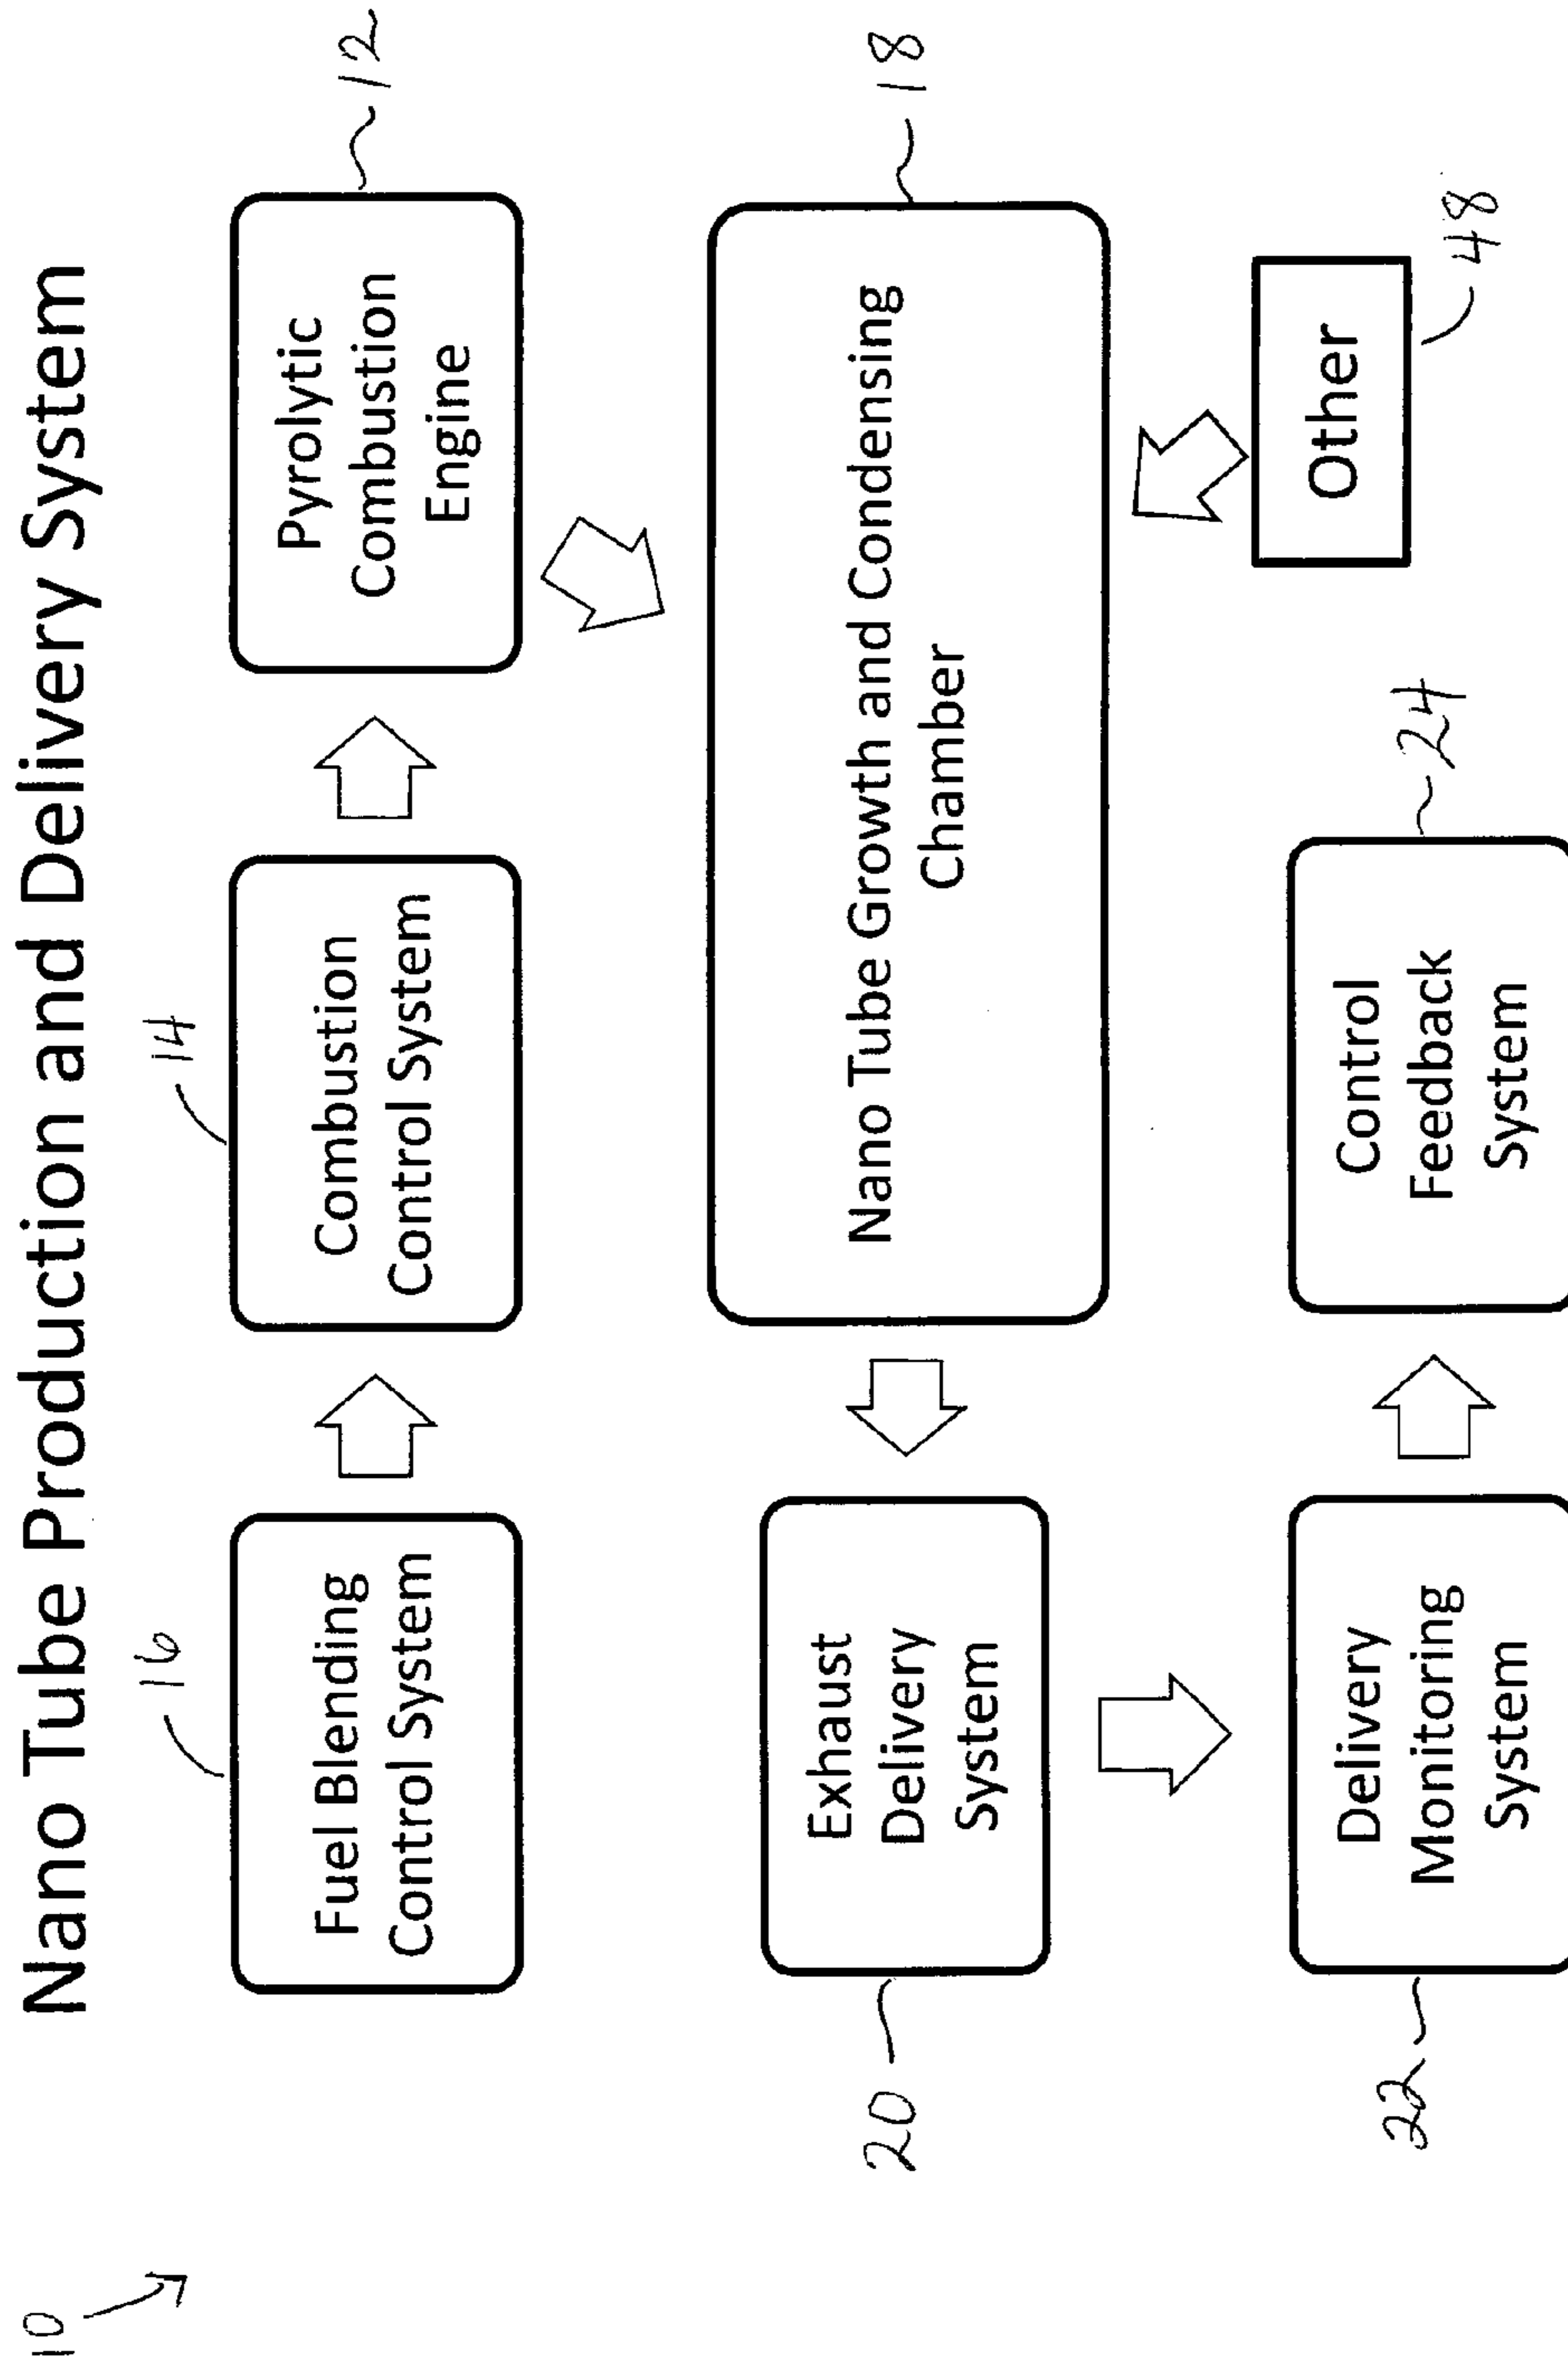 10
Nano Tube Production and Delivery System
16
14
12
Fuel Blending
Control System
Combustion
Control System
Pyrolytic
Combustion
Engine
20
Exhaust
Delivery
System
Nano Tube Growth and Condensing
Chamber
18
22
Delivery
Monitoring
System
Control
Feedback
System
24
Other
48